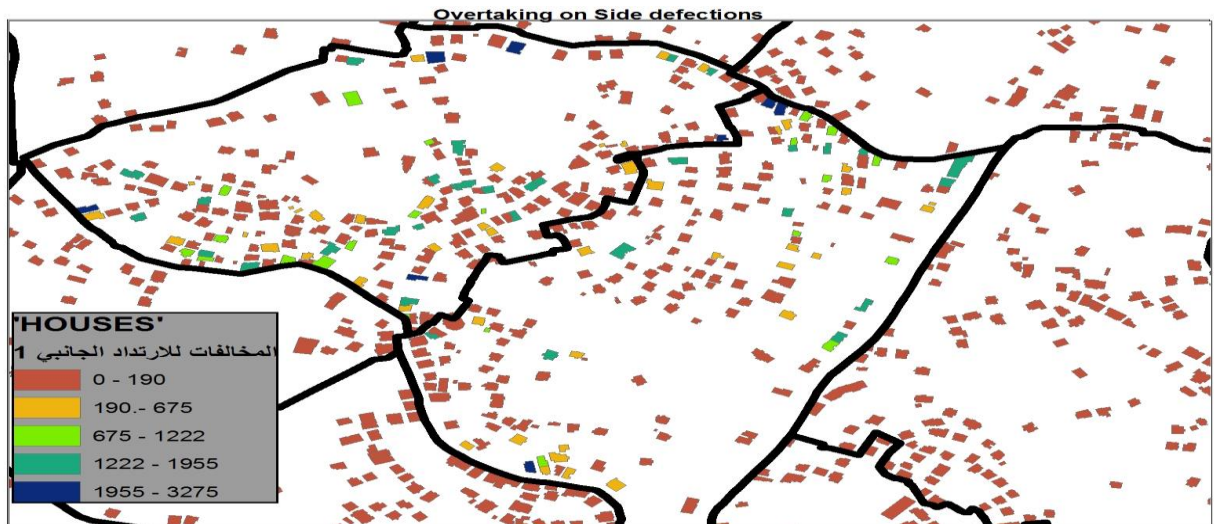 Overtaking on Side defections
'HOUSES'
المخالفات للارتداد الجانبي 1
0 - 190
190.- 675
675 - 1222
1222 - 1955
1955 - 3275